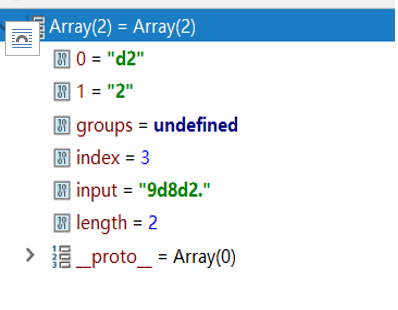 Array(2) = Array(2)
0 = "d2"
1 = "2"
groups = undefined
index = 3
input = "9d8d2."
length = 2
__proto__ = Array(0)